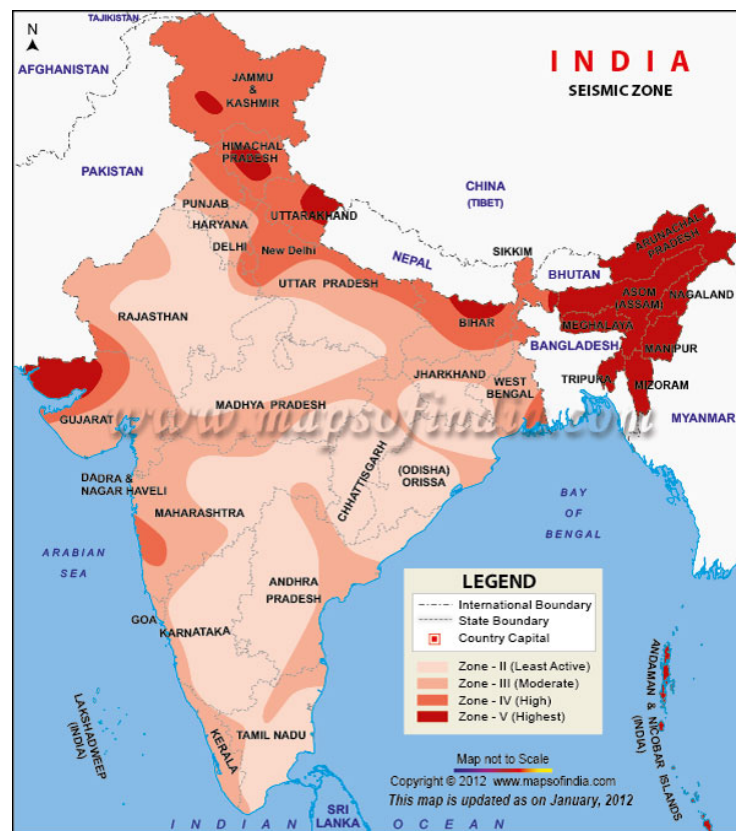 TAJIKISTAN
N
AFGHANISTAN
INDIA
SEISMIC ZONE
JAMMU
&
KASHMIR
HIMACHAL
PRADESH
PAKISTAN
PUNJAB
HARYANA
DELHI
New Delhi
UTTARAKHAND
CHINA
(TIBET)
NEPAL
SIKKIM
BHUTAN
ARUNACHAL
PRADESH
UTTAR PRADESH
RAJASTHAN
BIHAR
ASOM
(ASSAM)
NAGALAND
MEGHALAYA
BANGLADESH
MANIPUR
TRIPURA
MIZORAM
MYANMAR
JHARKHAND
WEST
BENGAL
MADHYA PRADESH
GUJARAT
www.mapsofindia.com
CHHATTISGARH
(ODISHA)
ORISSA
DADRA &
NAGAR HAVELI
MAHARASHTRA
BAY
OF
BENGAL
ARABIAN
SEA
ANDHRA
PRADESH
GOA
KARNATAKA
LAKSHADWEEP
(INDIA)
KERALA
TAMIL NADU
ANDAMAN & NICOBAR ISLANDS
(INDIA)
LEGEND
International Boundary
State Boundary
Country Capital
Zone - II (Least Active)
Zone - III (Moderate)
Zone - IV (High)
Zone - V (Highest)
Map not to Scale
Copyright © 2012 www.mapsofindia.com
This map is updated as on January, 2012
SRI
LANKA
INDIAN OCEAN